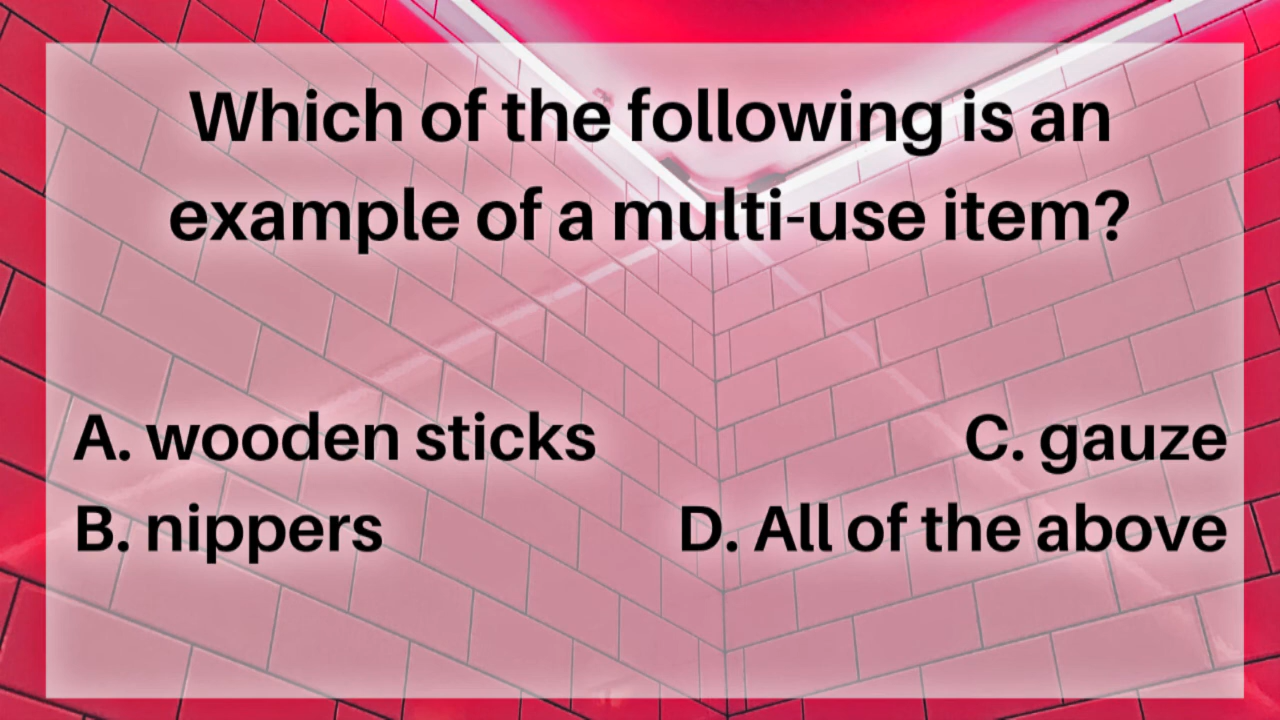 Which of the following is an
example of a multi-use item?
A. wooden sticks
B. nippers
C. gauze
D. All of the above